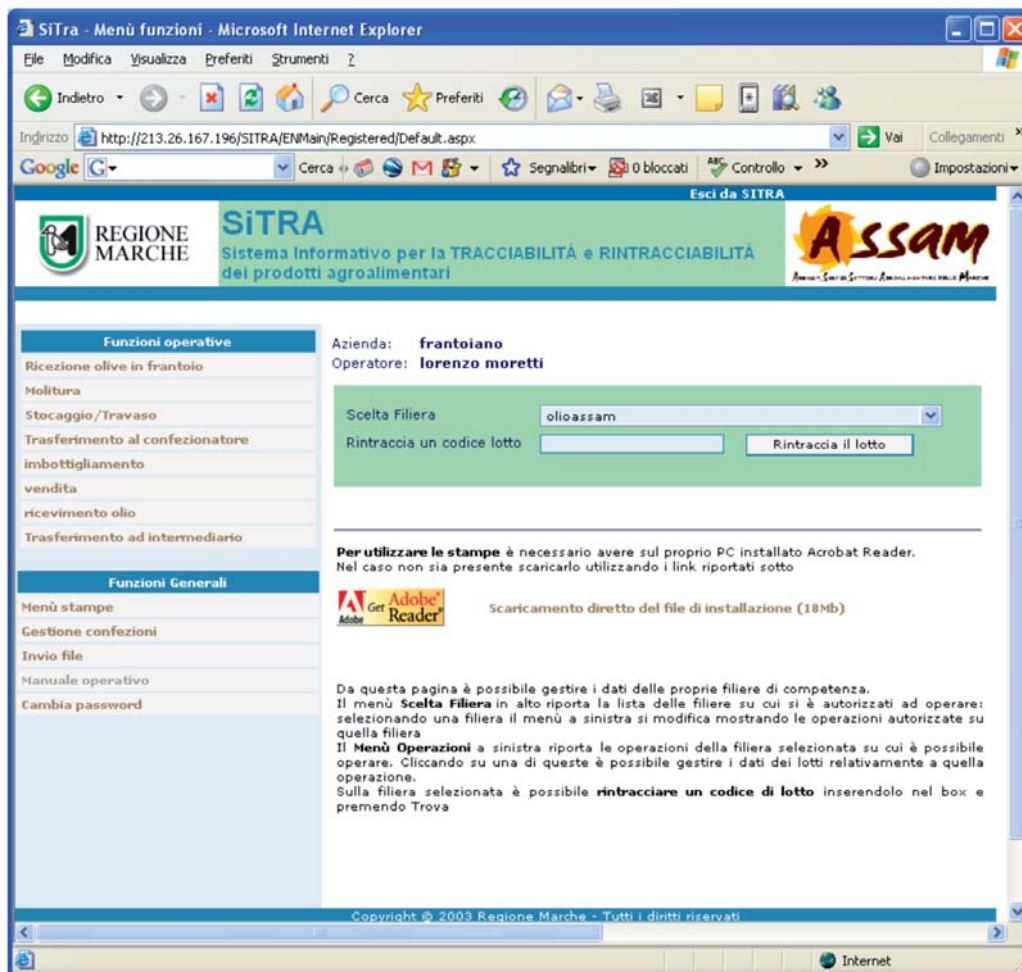 SiTra - Menù funzioni - Microsoft Internet Explorer
File Modifica Visualizza Preferiti Strumenti ?
Indietro Cerca Preferiti
Indirizzo http://213.26.167.196/SITRA/ENMain/Registered/Default.aspx Vai Collegamenti »
Google G Cerca Segnalibri 0 bloccati ABC Controllo » Impostazioni
Esci da SITRA
REGIONE MARCHE
SiTRA
Sistema Informativo per la TRACCIABILITÁ e RINTRACCIABILITÁ
dei prodotti agroalimentari
Assam
Funzioni operative
Ricezione olive in frantoio
Molitura
Stoccaggio/Travaso
Trasferimento al confezionatore
imbottigliamento
vendita
ricevimento olio
Trasferimento ad intermediario
Funzioni Generali
Menù stampe
Gestione confezioni
Invio file
Manuale operativo
Cambia password
Azienda: frantoiano
Operatore: lorenzo moretti
Scelta Filiera olioassam
Rintraccia un codice lotto Rintraccia il lotto
Per utilizzare le stampe è necessario avere sul proprio PC installato Acrobat Reader.
Nel caso non sia presente scaricarlo utilizzando i link riportati sotto
Adobe Get Adobe® Reader® Scaricamento diretto del file di installazione (18Mb)
Da questa pagina è possibile gestire i dati delle proprie filiere di competenza.
Il menù Scelta Filiera in alto riporta la lista delle filiere su cui si è autorizzati ad operare:
selezionando una filiera il menù a sinistra si modifica mostrando le operazioni autorizzate su
quella filiera
Il Menù Operazioni a sinistra riporta le operazioni della filiera selezionata su cui è possibile
operare. Cliccando su una di queste è possibile gestire i dati dei lotti relativamente a quella
operazione.
Sulla filiera selezionata è possibile rintracciare un codice di lotto inserendolo nel box e
premendo Trova
Copyright © 2003 Regione Marche - Tutti i diritti riservati
Internet